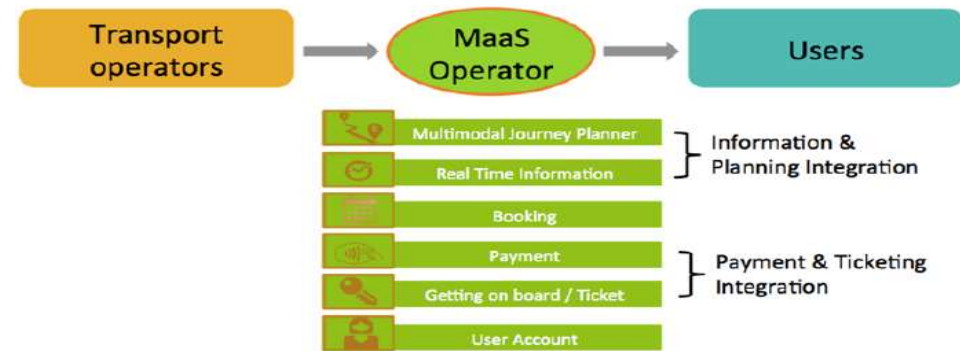 Transport
operators
MaaS
Operator
Users
Multimodal Journey Planner
Real Time Information
Booking
Payment
Getting on board / Ticket
User Account
Information &
Planning Integration
Payment & Ticketing
Integration